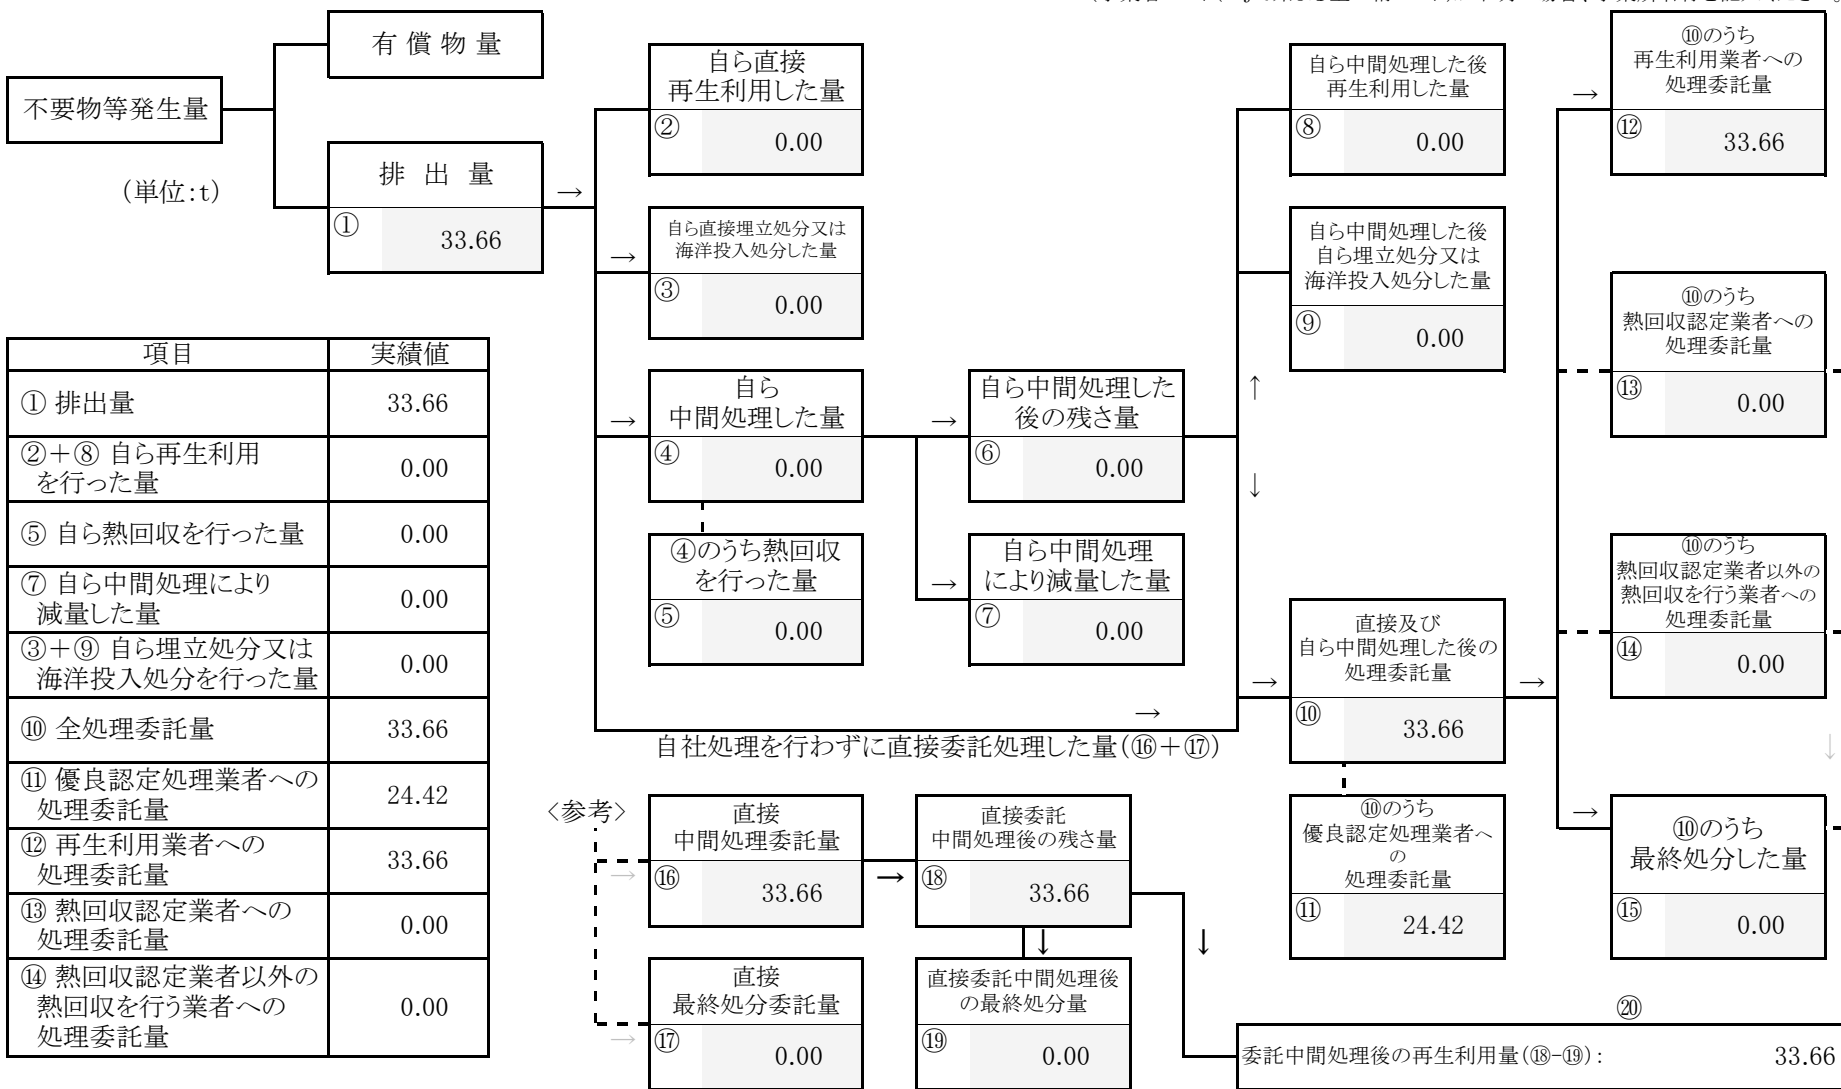 有 償 物 量
不要物等発生量
(単位:t)
排 出 量
→
①
33.66
自ら直接
再生利用した量
②
0.00
→
自ら直接埋立処分又は
海洋投入処分した量
③
0.00
→
自ら
中間処理した量
④
0.00
④のうち熱回収
を行った量
⑤
0.00
→
自ら中間処理した
後の残さ量
⑥
0.00
→
自ら中間処理
により減量した量
⑦
0.00
自ら中間処理した後
再生利用した量
⑧
0.00
自ら中間処理した後
自ら埋立処分又は
海洋投入処分した量
⑨
0.00
↑
↓
→
直接及び
自ら中間処理した後の
処理委託量
⑩
33.66
→
⑩のうち
優良認定処理業者へ
の
処理委託量
⑪
24.42
→
⑩のうち
再生利用業者への
処理委託量
⑫
33.66
⑩のうち
熱回収認定業者への
処理委託量
⑬
0.00
⑩のうち
熱回収認定業者以外の
熱回収を行う業者への
処理委託量
⑭
0.00
↓
→
⑩のうち
最終処分した量
⑮
0.00
→
自社処理を行わずに直接委託処理した量(⑯+⑰)
<参考>
→
直接
中間処理委託量
⑯
33.66
→
直接
最終処分委託量
⑰
0.00
→
直接委託
中間処理後の残さ量
⑱
33.66
↓
↓
直接委託中間処理後
の最終処分量
⑲
0.00
⑳
委託中間処理後の再生利用量(⑱-⑲): 33.66
項目 実績値
① 排出量 33.66
②+⑧ 自ら再生利用
を行った量 0.00
⑤ 自ら熱回収を行った量 0.00
⑦ 自ら中間処理により
減量した量 0.00
③+⑨ 自ら埋立処分又は
海洋投入処分を行った量 0.00
⑩ 全処理委託量 33.66
⑪ 優良認定処理業者への
処理委託量 24.42
⑫ 再生利用業者への
処理委託量 33.66
⑬ 熱回収認定業者への
処理委託量 0.00
⑭ 熱回収認定業者以外の
熱回収を行う業者への
処理委託量 0.00